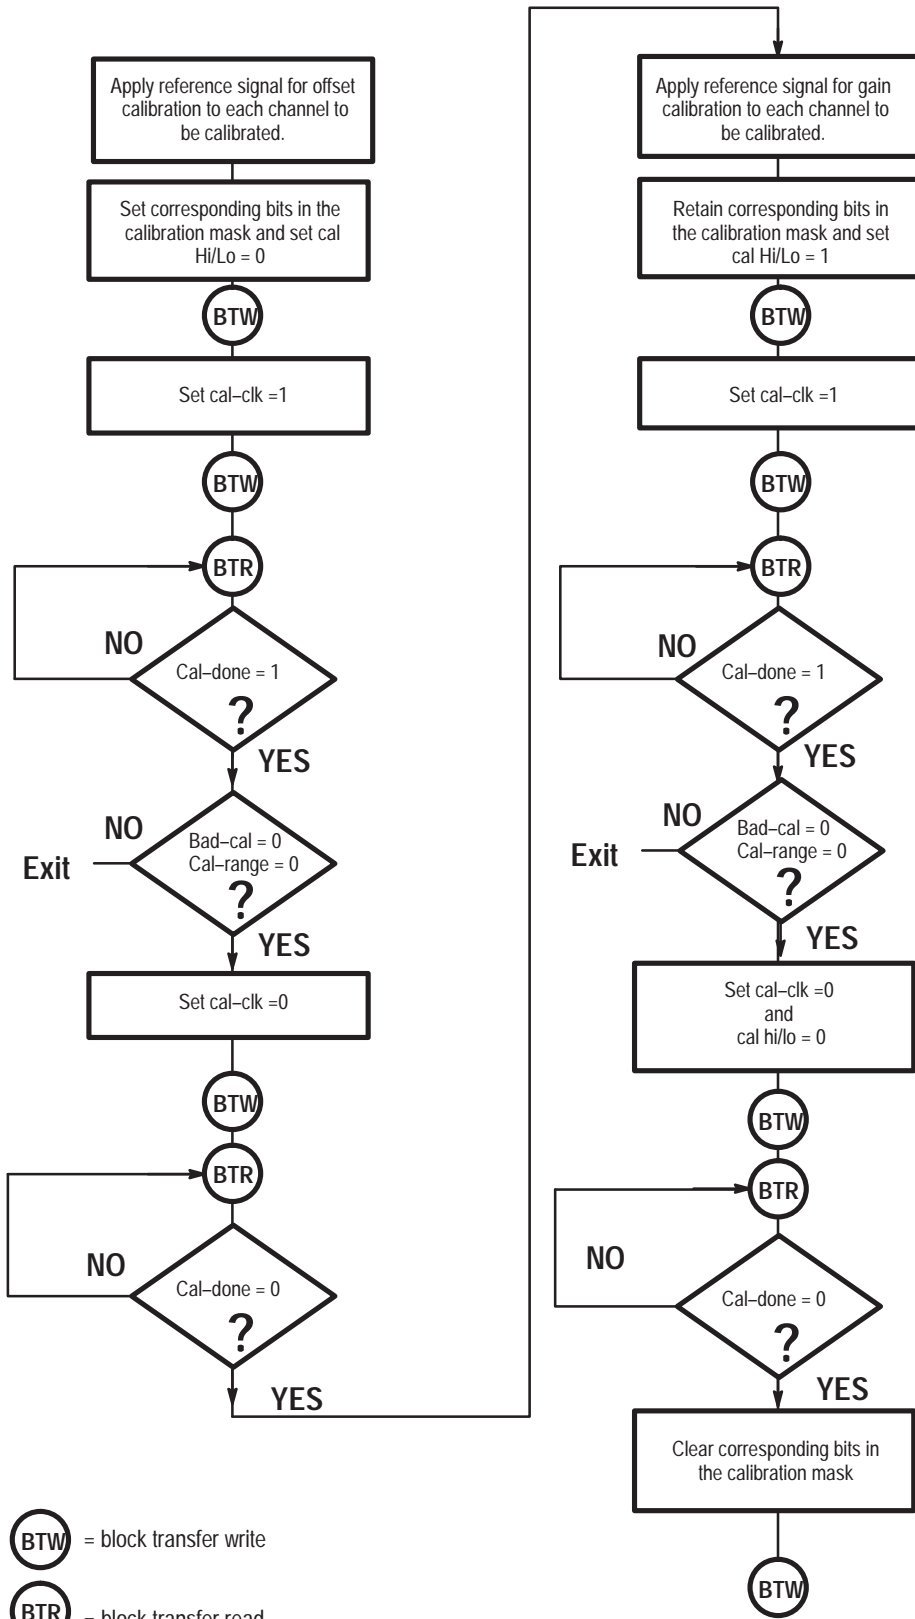 Apply reference signal for offset
calibration to each channel to
be calibrated.
Set corresponding bits in the
calibration mask and set cal
Hi/Lo = 0
BTW
Set cal–clk =1
BTW
BTR
NO
Cal–done = 1
?
YES
NO
Bad–cal = 0
Cal–range = 0
Exit
?
YES
Set cal–clk =0
BTW
BTR
NO
Cal–done = 0
?
YES
Apply reference signal for gain
calibration to each channel to
be calibrated.
Retain corresponding bits in
the calibration mask and set
cal Hi/Lo = 1
BTW
Set cal–clk =1
BTW
BTR
NO
Cal–done = 1
?
YES
NO
Bad–cal = 0
Cal–range = 0
Exit
?
YES
Set cal–clk =0
and
cal hi/lo = 0
BTW
BTR
NO
Cal–done = 0
?
YES
Clear corresponding bits in
the calibration mask
BTW
BTW = block transfer write
BTR = block transfer read